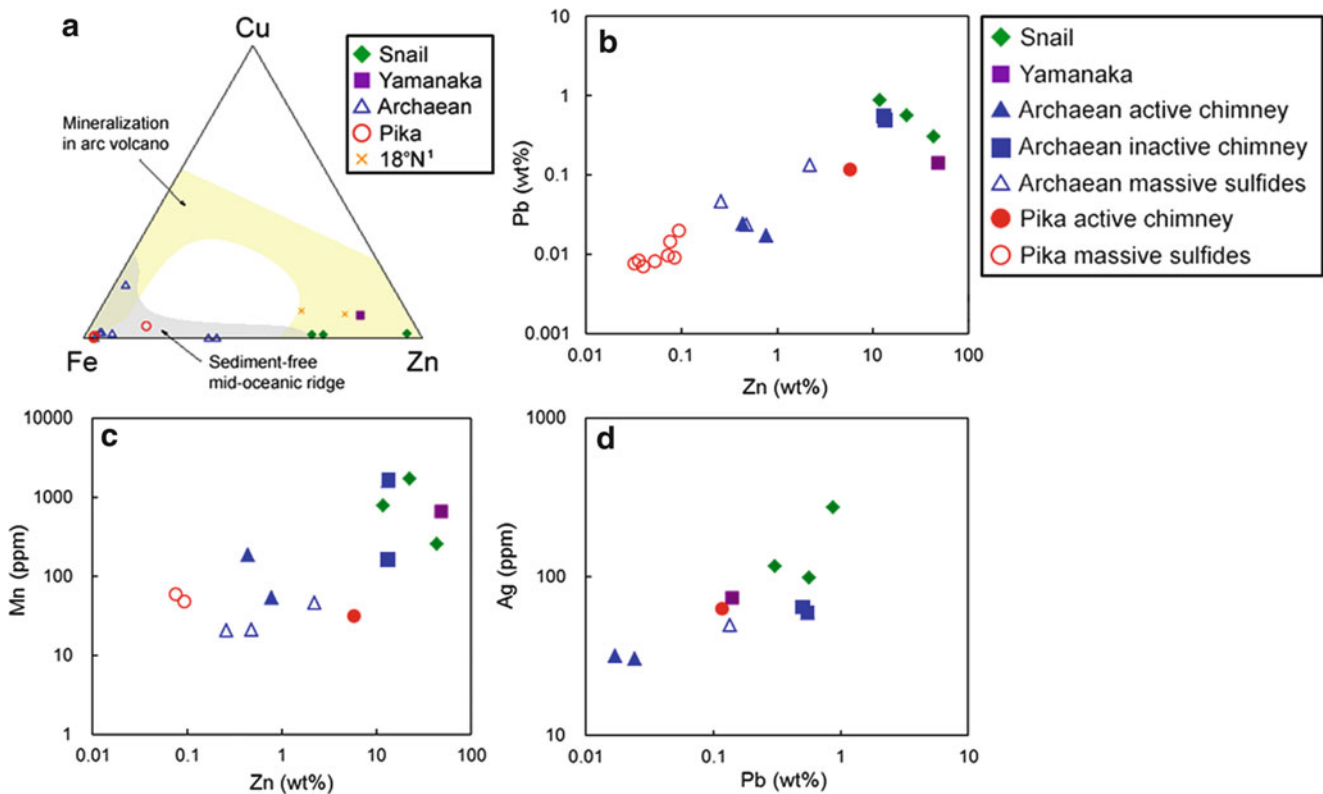 a
Cu
Snail
Yamanaka
Archaean
Pika
18°N¹
Mineralization
in arc volcano
Fe
Zn
Sediment-free
mid-oceanic ridge
b
Pb (wt%)
10
1
0.1
0.01
0.001
0.01
0.1
1
10
100
Zn (wt%)
Snail
Yamanaka
Archaean active chimney
Archaean inactive chimney
Archaean massive sulfides
Pika active chimney
Pika massive sulfides
c
Mn (ppm)
10000
1000
100
10
1
0.01
0.1
1
10
100
Zn (wt%)
d
Ag (ppm)
1000
100
10
0.01
0.1
1
10
Pb (wt%)